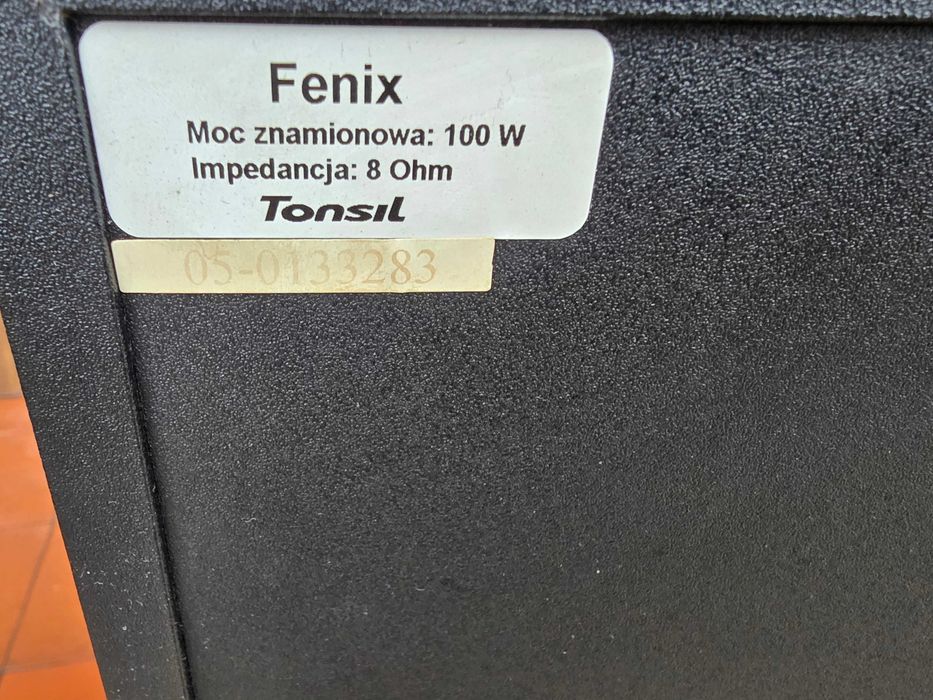 Fenix
Moc znamionowa: 100 W
Impedancja: 8 Ohm
Tonsil
05-0133283